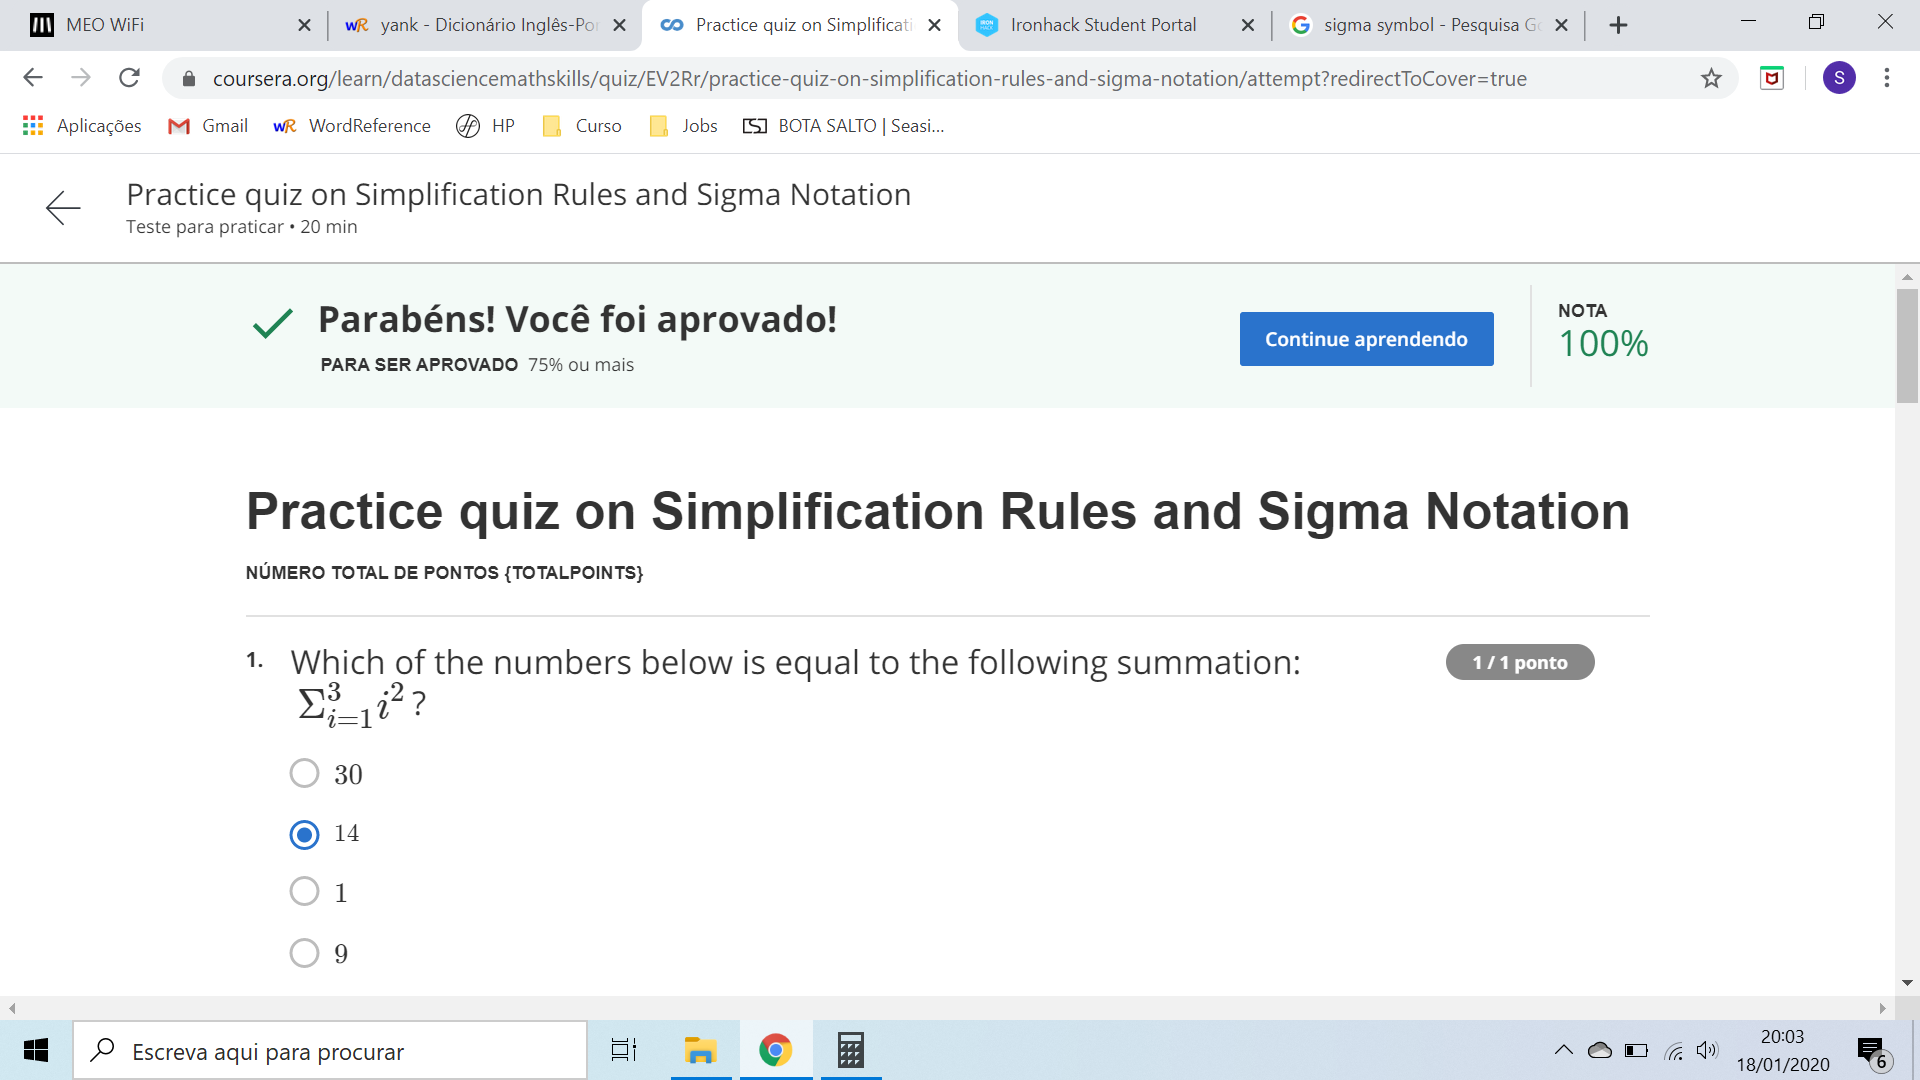 MEO WiFi
yank - Dicionário Inglês-Por
Practice quiz on Simplificati
Ironhack Student Portal
sigma symbol - Pesquisa Go
coursera.org/learn/datasciencemathskills/quiz/EV2Rr/practice-quiz-on-simplification-rules-and-sigma-notation/attempt?redirectToCover=true
S
Aplicações Gmail WordReference HP Curso Jobs BOTA SALTO | Seasi...
Practice quiz on Simplification Rules and Sigma Notation
Teste para praticar • 20 min
Parabéns! Você foi aprovado!
PARA SER APROVADO 75% ou mais
Continue aprendendo
NOTA
100%
Practice quiz on Simplification Rules and Sigma Notation
NÚMERO TOTAL DE PONTOS {TOTALPOINTS}
1. Which of the numbers below is equal to the following summation:
1 / 1 ponto
Σ³ᵢ₌₁ i² ?
30
14
1
9
Escreva aqui para procurar
20:03
18/01/2020
6